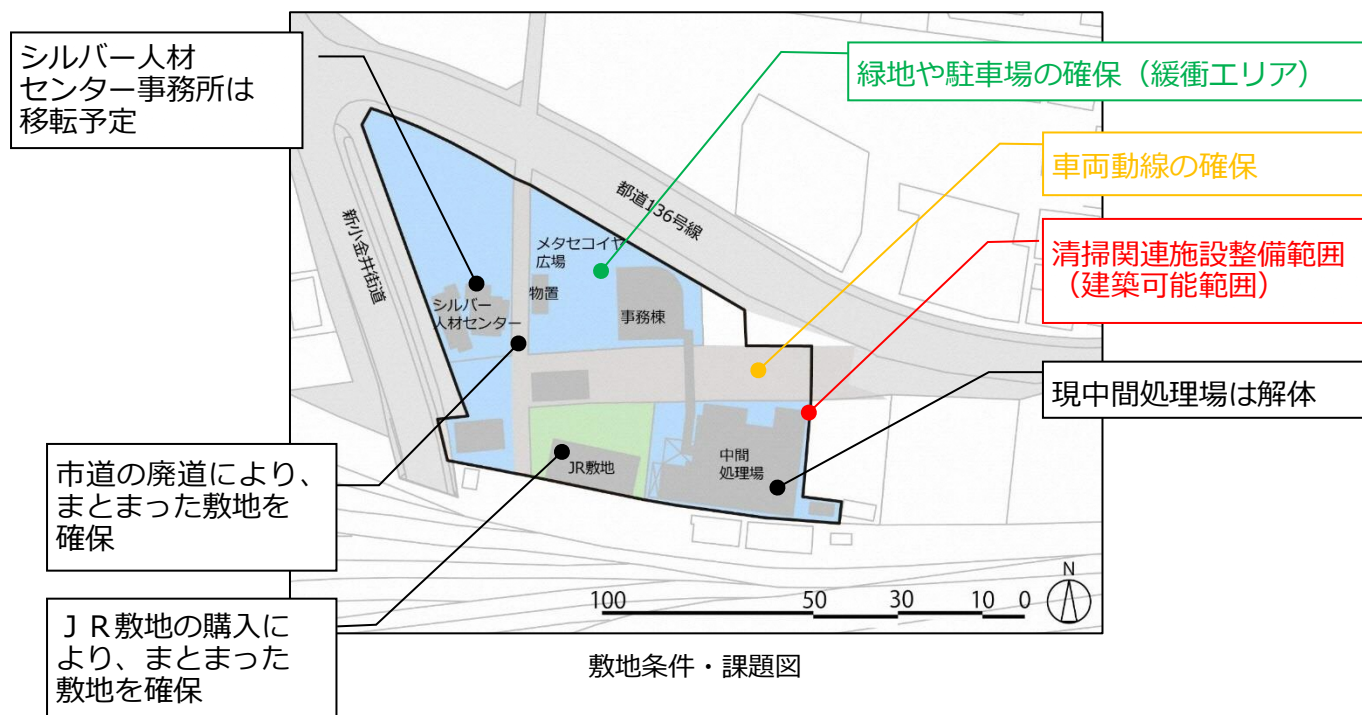 シルバー人材
センター事務所は
移転予定
緑地や駐車場の確保（緩衝エリア）
車両動線の確保
清掃関連施設整備範囲
（建築可能範囲）
現中間処理場は解体
都道136号線
新小金井街道
メタセコイヤ
広場
物置
事務棟
シルバー
人材センター
JR敷地
中間
処理場
市道の廃道により、
まとまった敷地を
確保
ＪＲ敷地の購入に
より、まとまった
敷地を確保
100 50 30 10 0
N
敷地条件・課題図